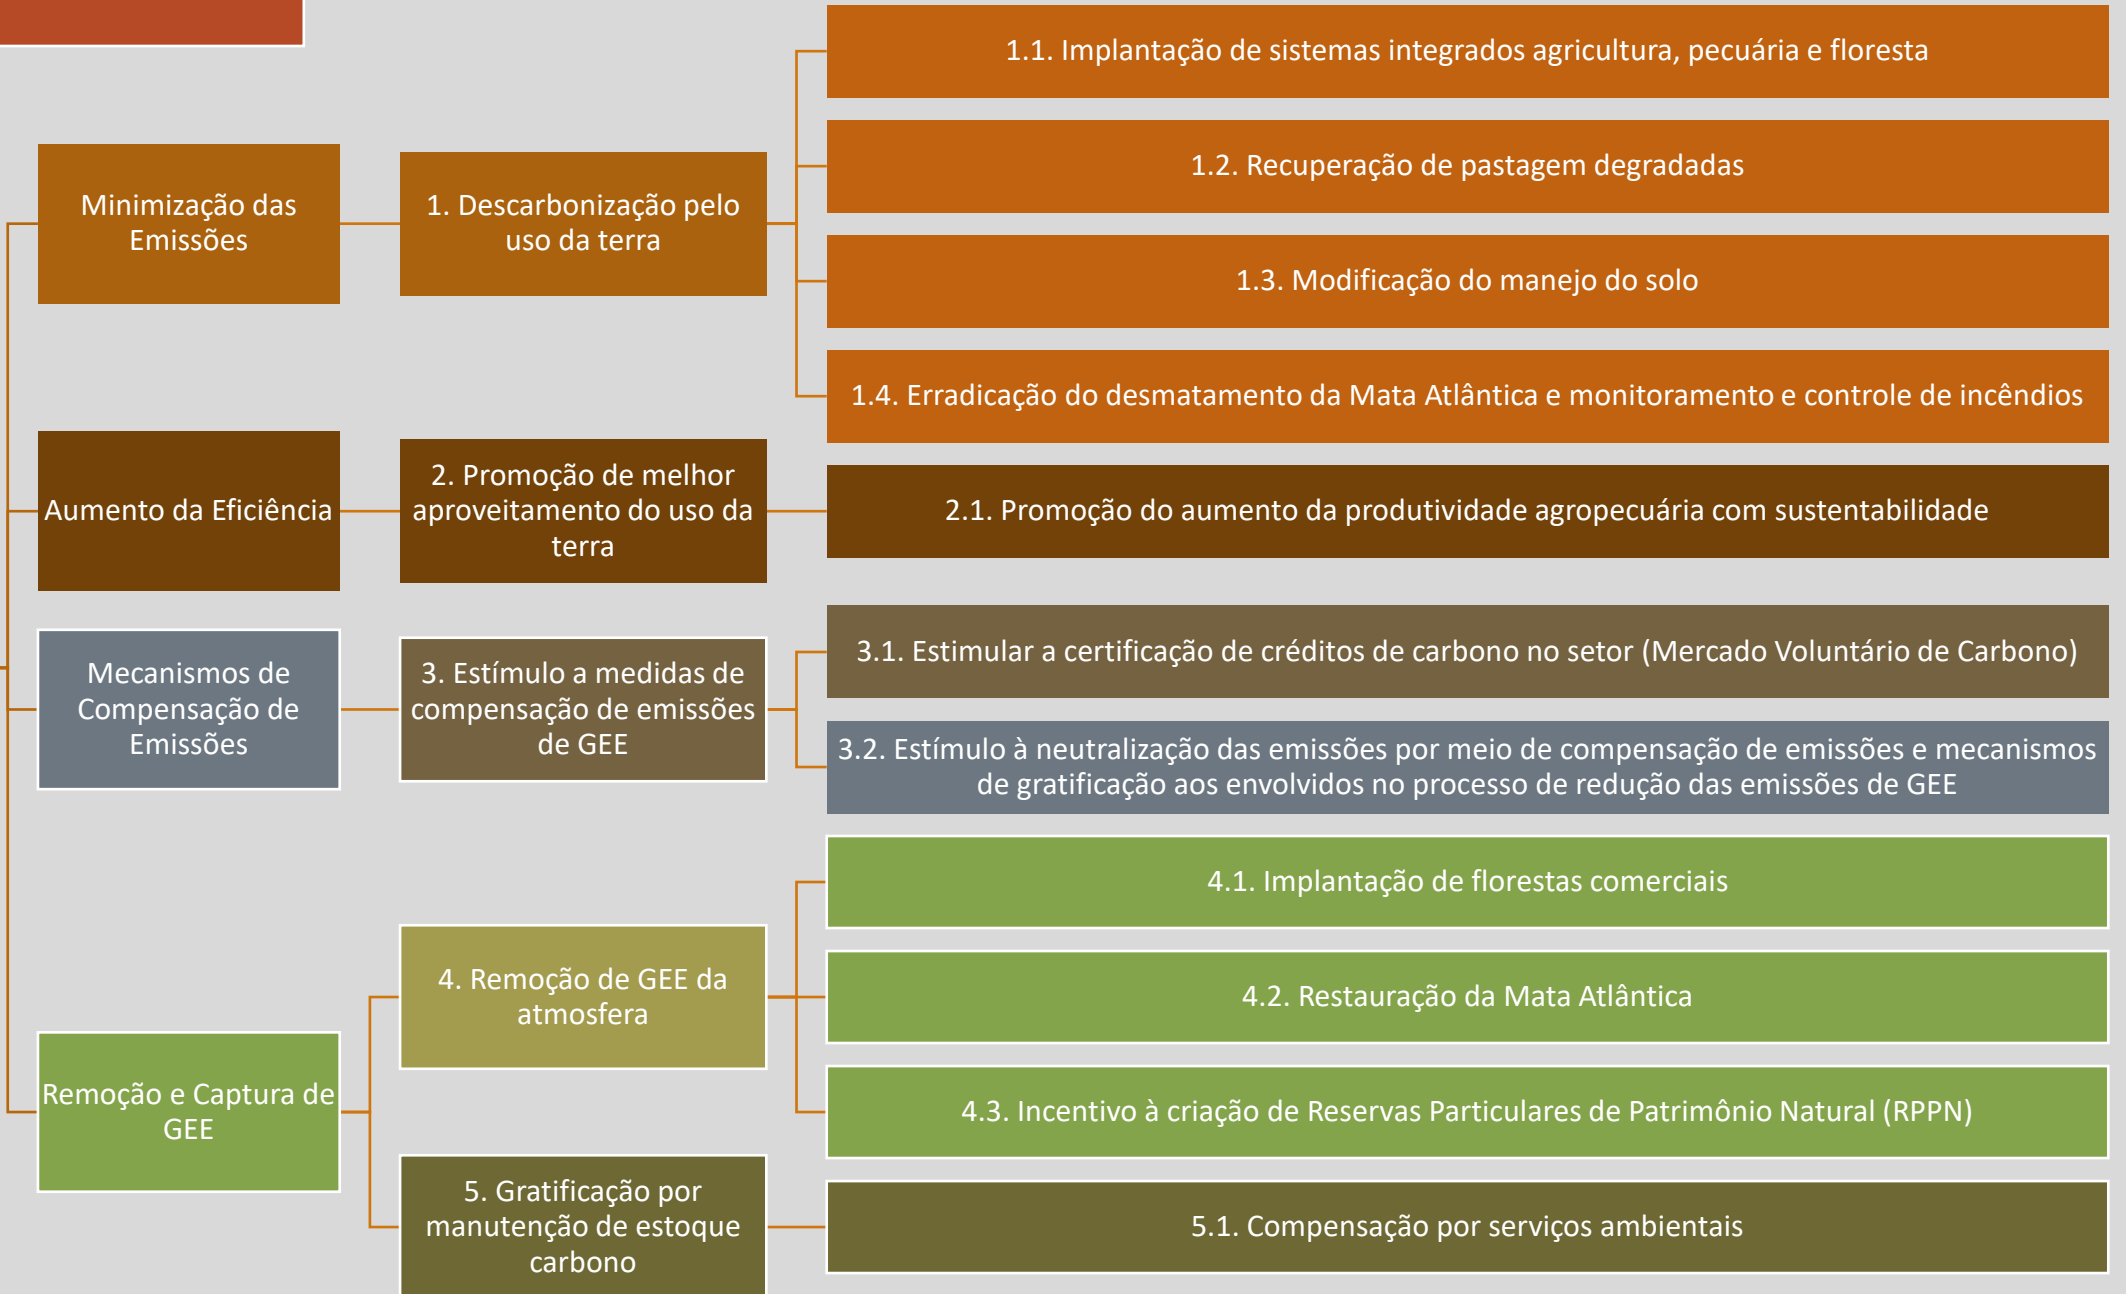 Minimização das
Emissões
1. Descarbonização pelo
uso da terra
1.1. Implantação de sistemas integrados agricultura, pecuária e floresta
1.2. Recuperação de pastagem degradadas
1.3. Modificação do manejo do solo
1.4. Erradicação do desmatamento da Mata Atlântica e monitoramento e controle de incêndios
Aumento da Eficiência
2. Promoção de melhor
aproveitamento do uso da
terra
2.1. Promoção do aumento da produtividade agropecuária com sustentabilidade
Mecanismos de
Compensação de
Emissões
3. Estímulo a medidas de
compensação de emissões
de GEE
3.1. Estimular a certificação de créditos de carbono no setor (Mercado Voluntário de Carbono)
3.2. Estímulo à neutralização das emissões por meio de compensação de emissões e mecanismos
de gratificação aos envolvidos no processo de redução das emissões de GEE
Remoção e Captura de
GEE
4. Remoção de GEE da
atmosfera
4.1. Implantação de florestas comerciais
4.2. Restauração da Mata Atlântica
4.3. Incentivo à criação de Reservas Particulares de Patrimônio Natural (RPPN)
5. Gratificação por
manutenção de estoque
carbono
5.1. Compensação por serviços ambientais